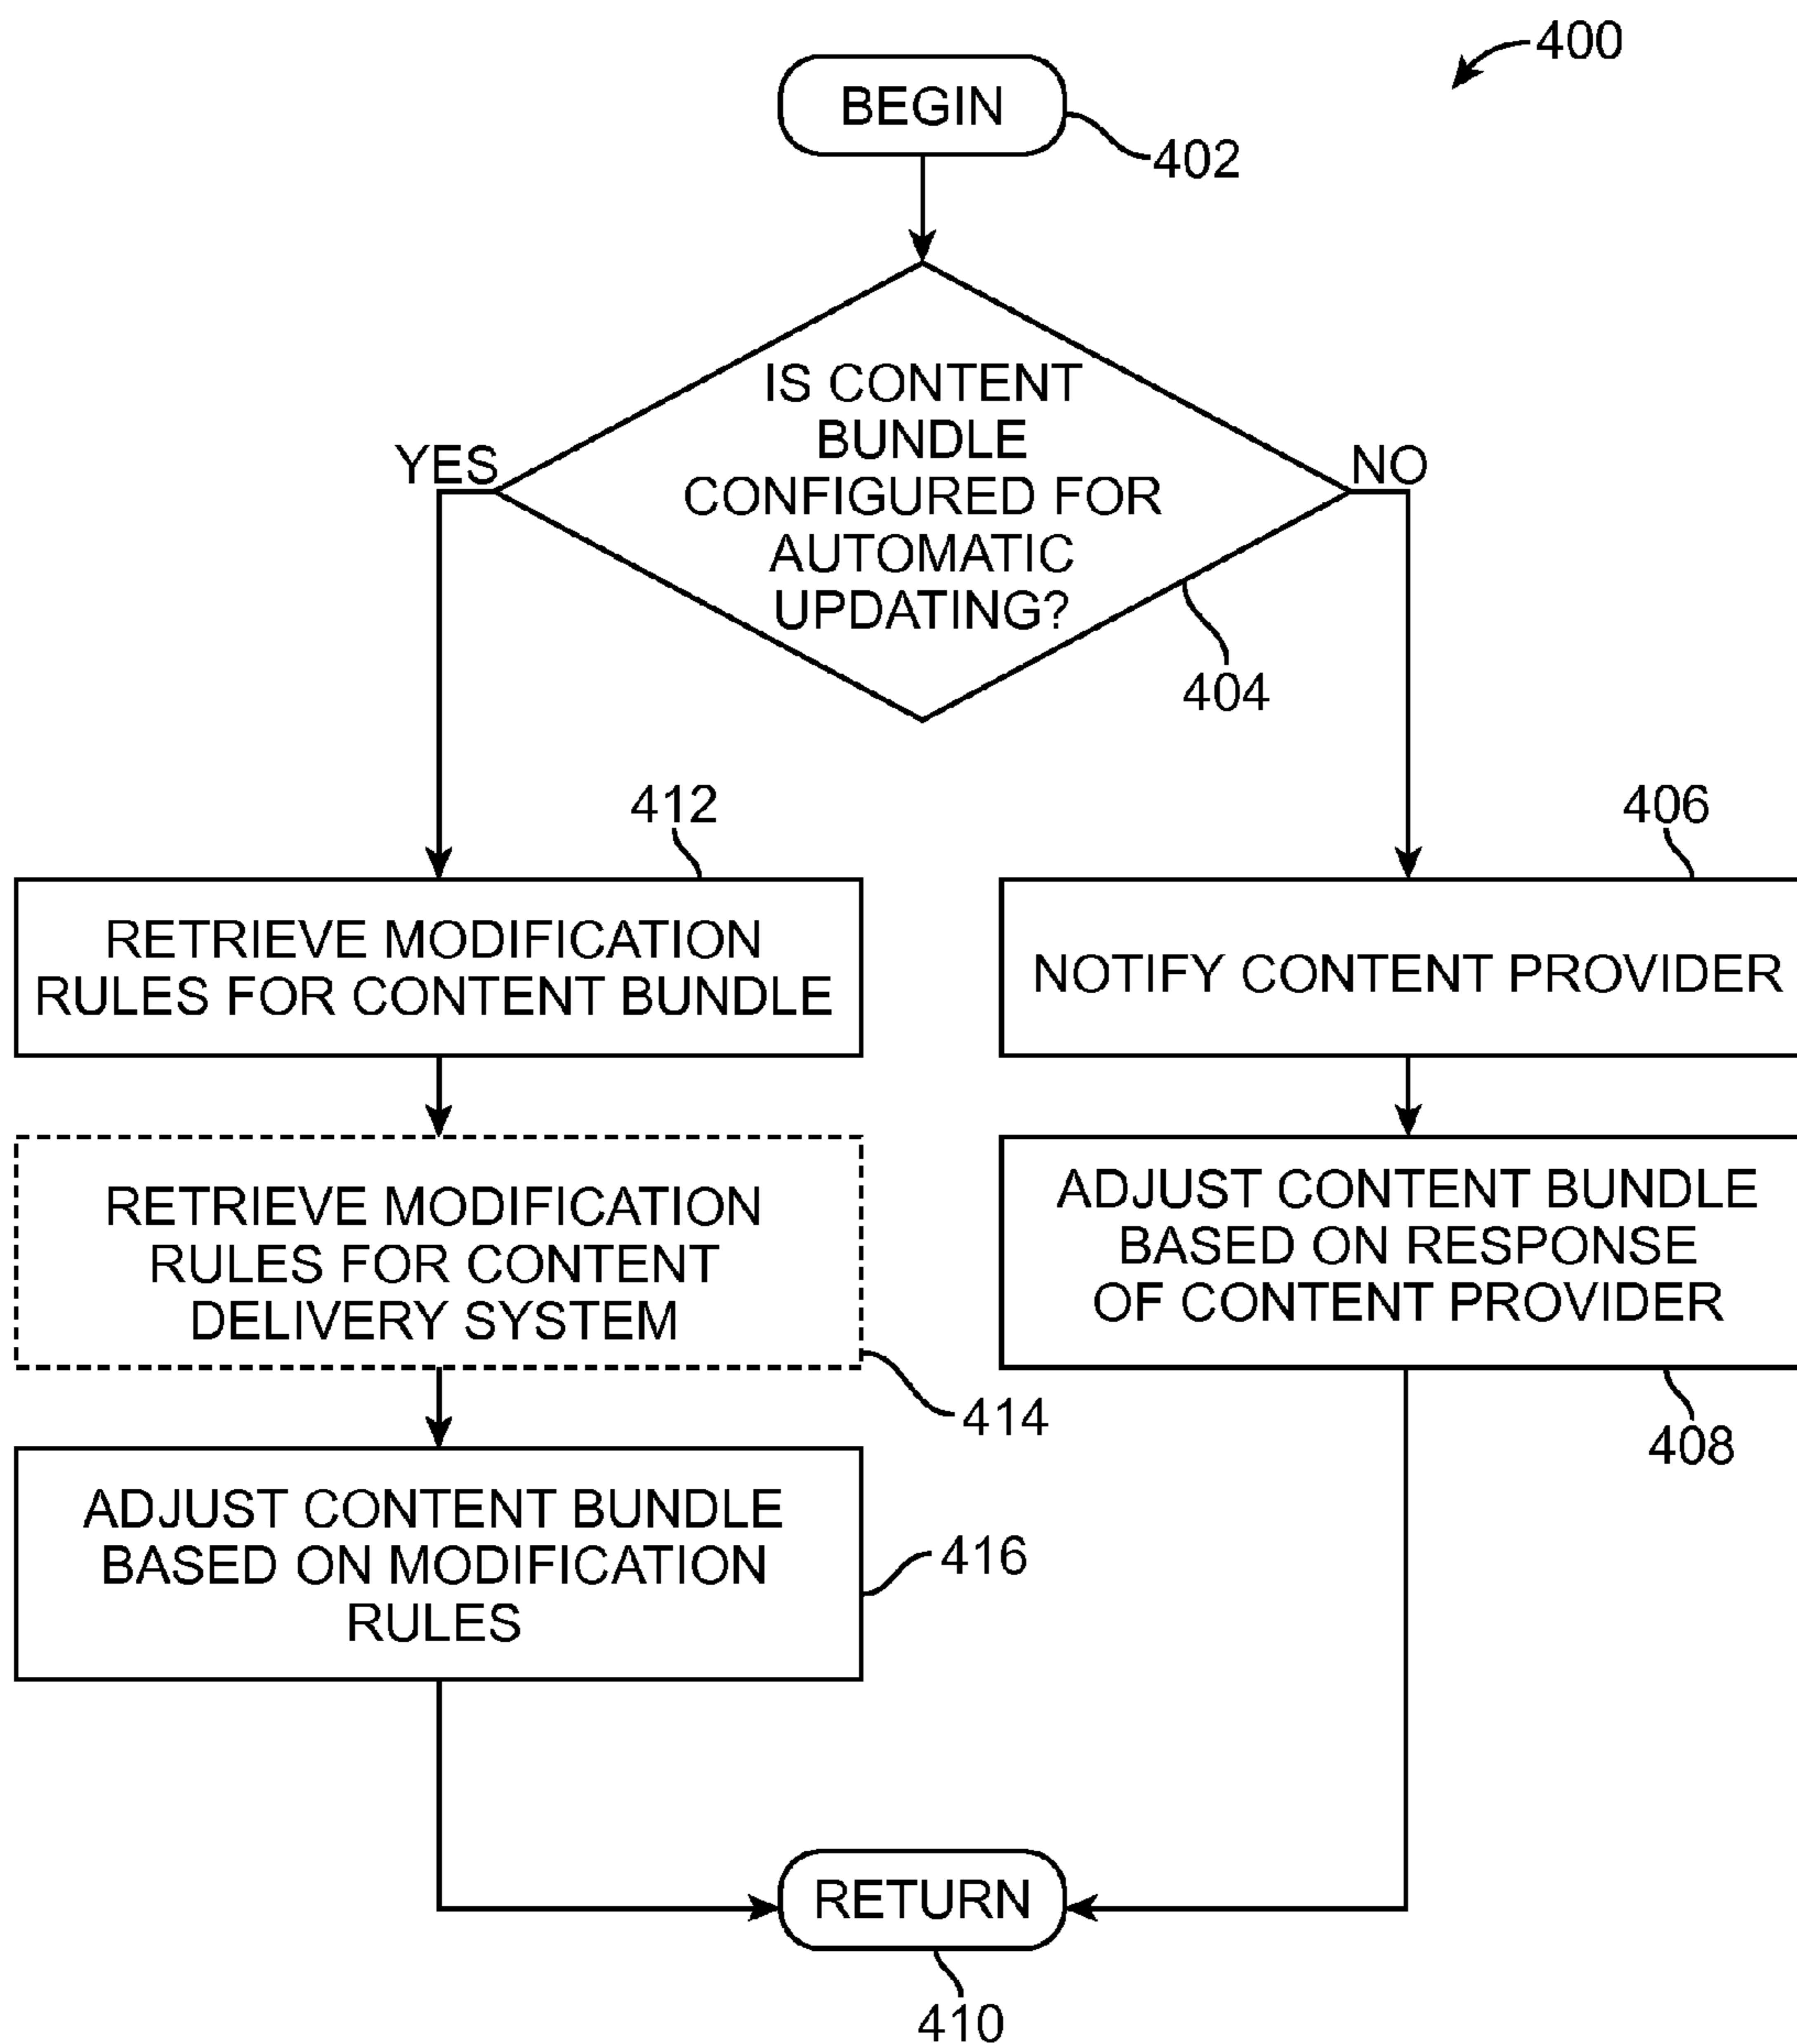 400
BEGIN
402
IS CONTENT
BUNDLE
CONFIGURED FOR
AUTOMATIC
UPDATING?
YES
NO
404
412
406
RETRIEVE MODIFICATION
RULES FOR CONTENT BUNDLE
NOTIFY CONTENT PROVIDER
RETRIEVE MODIFICATION
RULES FOR CONTENT
DELIVERY SYSTEM
414
ADJUST CONTENT BUNDLE
BASED ON RESPONSE
OF CONTENT PROVIDER
408
ADJUST CONTENT BUNDLE
BASED ON MODIFICATION
RULES
416
RETURN
410